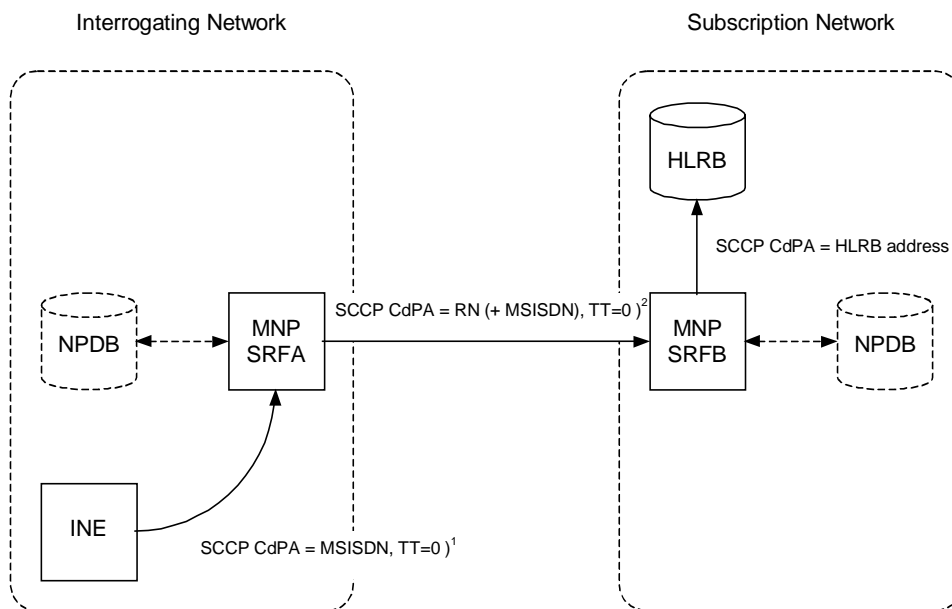 Interrogating Network
Subscription Network
HLRB
SCCP CdPA = HLRB address
SCCP CdPA = RN (+ MSISDN), TT=0 )²
NPDB
MNP
SRFA
MNP
SRFB
NPDB
INE
SCCP CdPA = MSISDN, TT=0 )¹